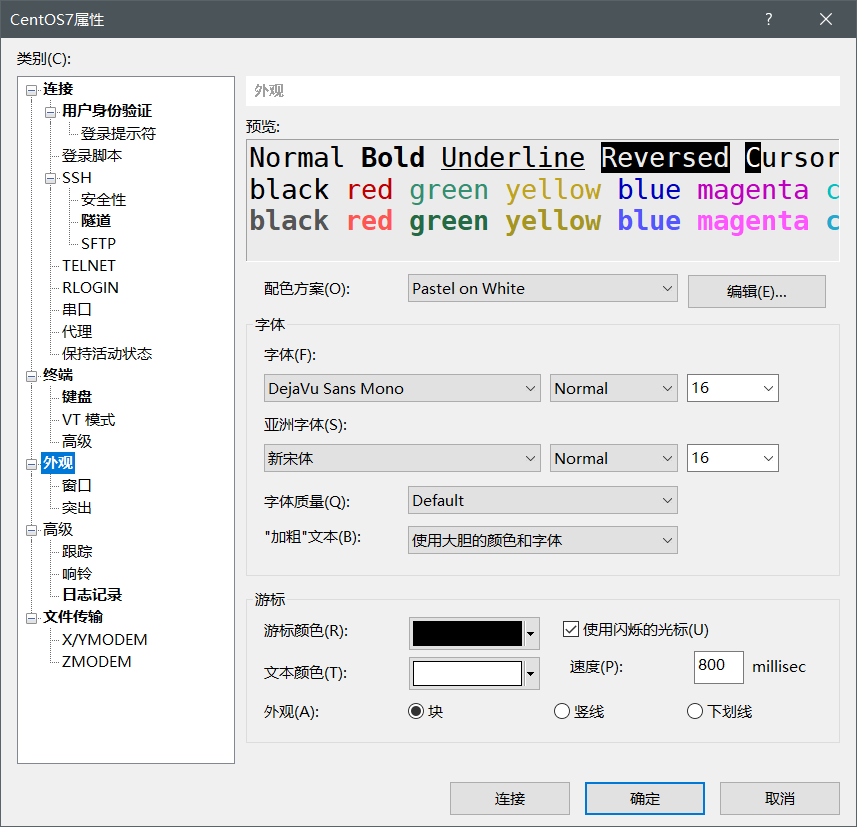 CentOS7属性
类别(C):
连接
用户身份验证
登录提示符
登录脚本
SSH
安全性
隧道
SFTP
TELNET
RLOGIN
串口
代理
保持活动状态
终端
键盘
VT 模式
高级
外观
窗口
突出
高级
跟踪
响铃
日志记录
文件传输
X/YMODEM
ZMODEM
外观
预览:
Normal Bold Underline Reversed Cursor
black red green yellow blue magenta c
black red green yellow blue magenta c
配色方案(O): Pastel on White 编辑(E)...
字体
字体(F):
DejaVu Sans Mono Normal 16
亚洲字体(S):
新宋体 Normal 16
字体质量(Q): Default
"加粗"文本(B): 使用大胆的颜色和字体
游标
游标颜色(R): 使用闪烁的光标(U)
文本颜色(T): 速度(P): 800 millisec
外观(A): 块 竖线 下划线
连接 确定 取消